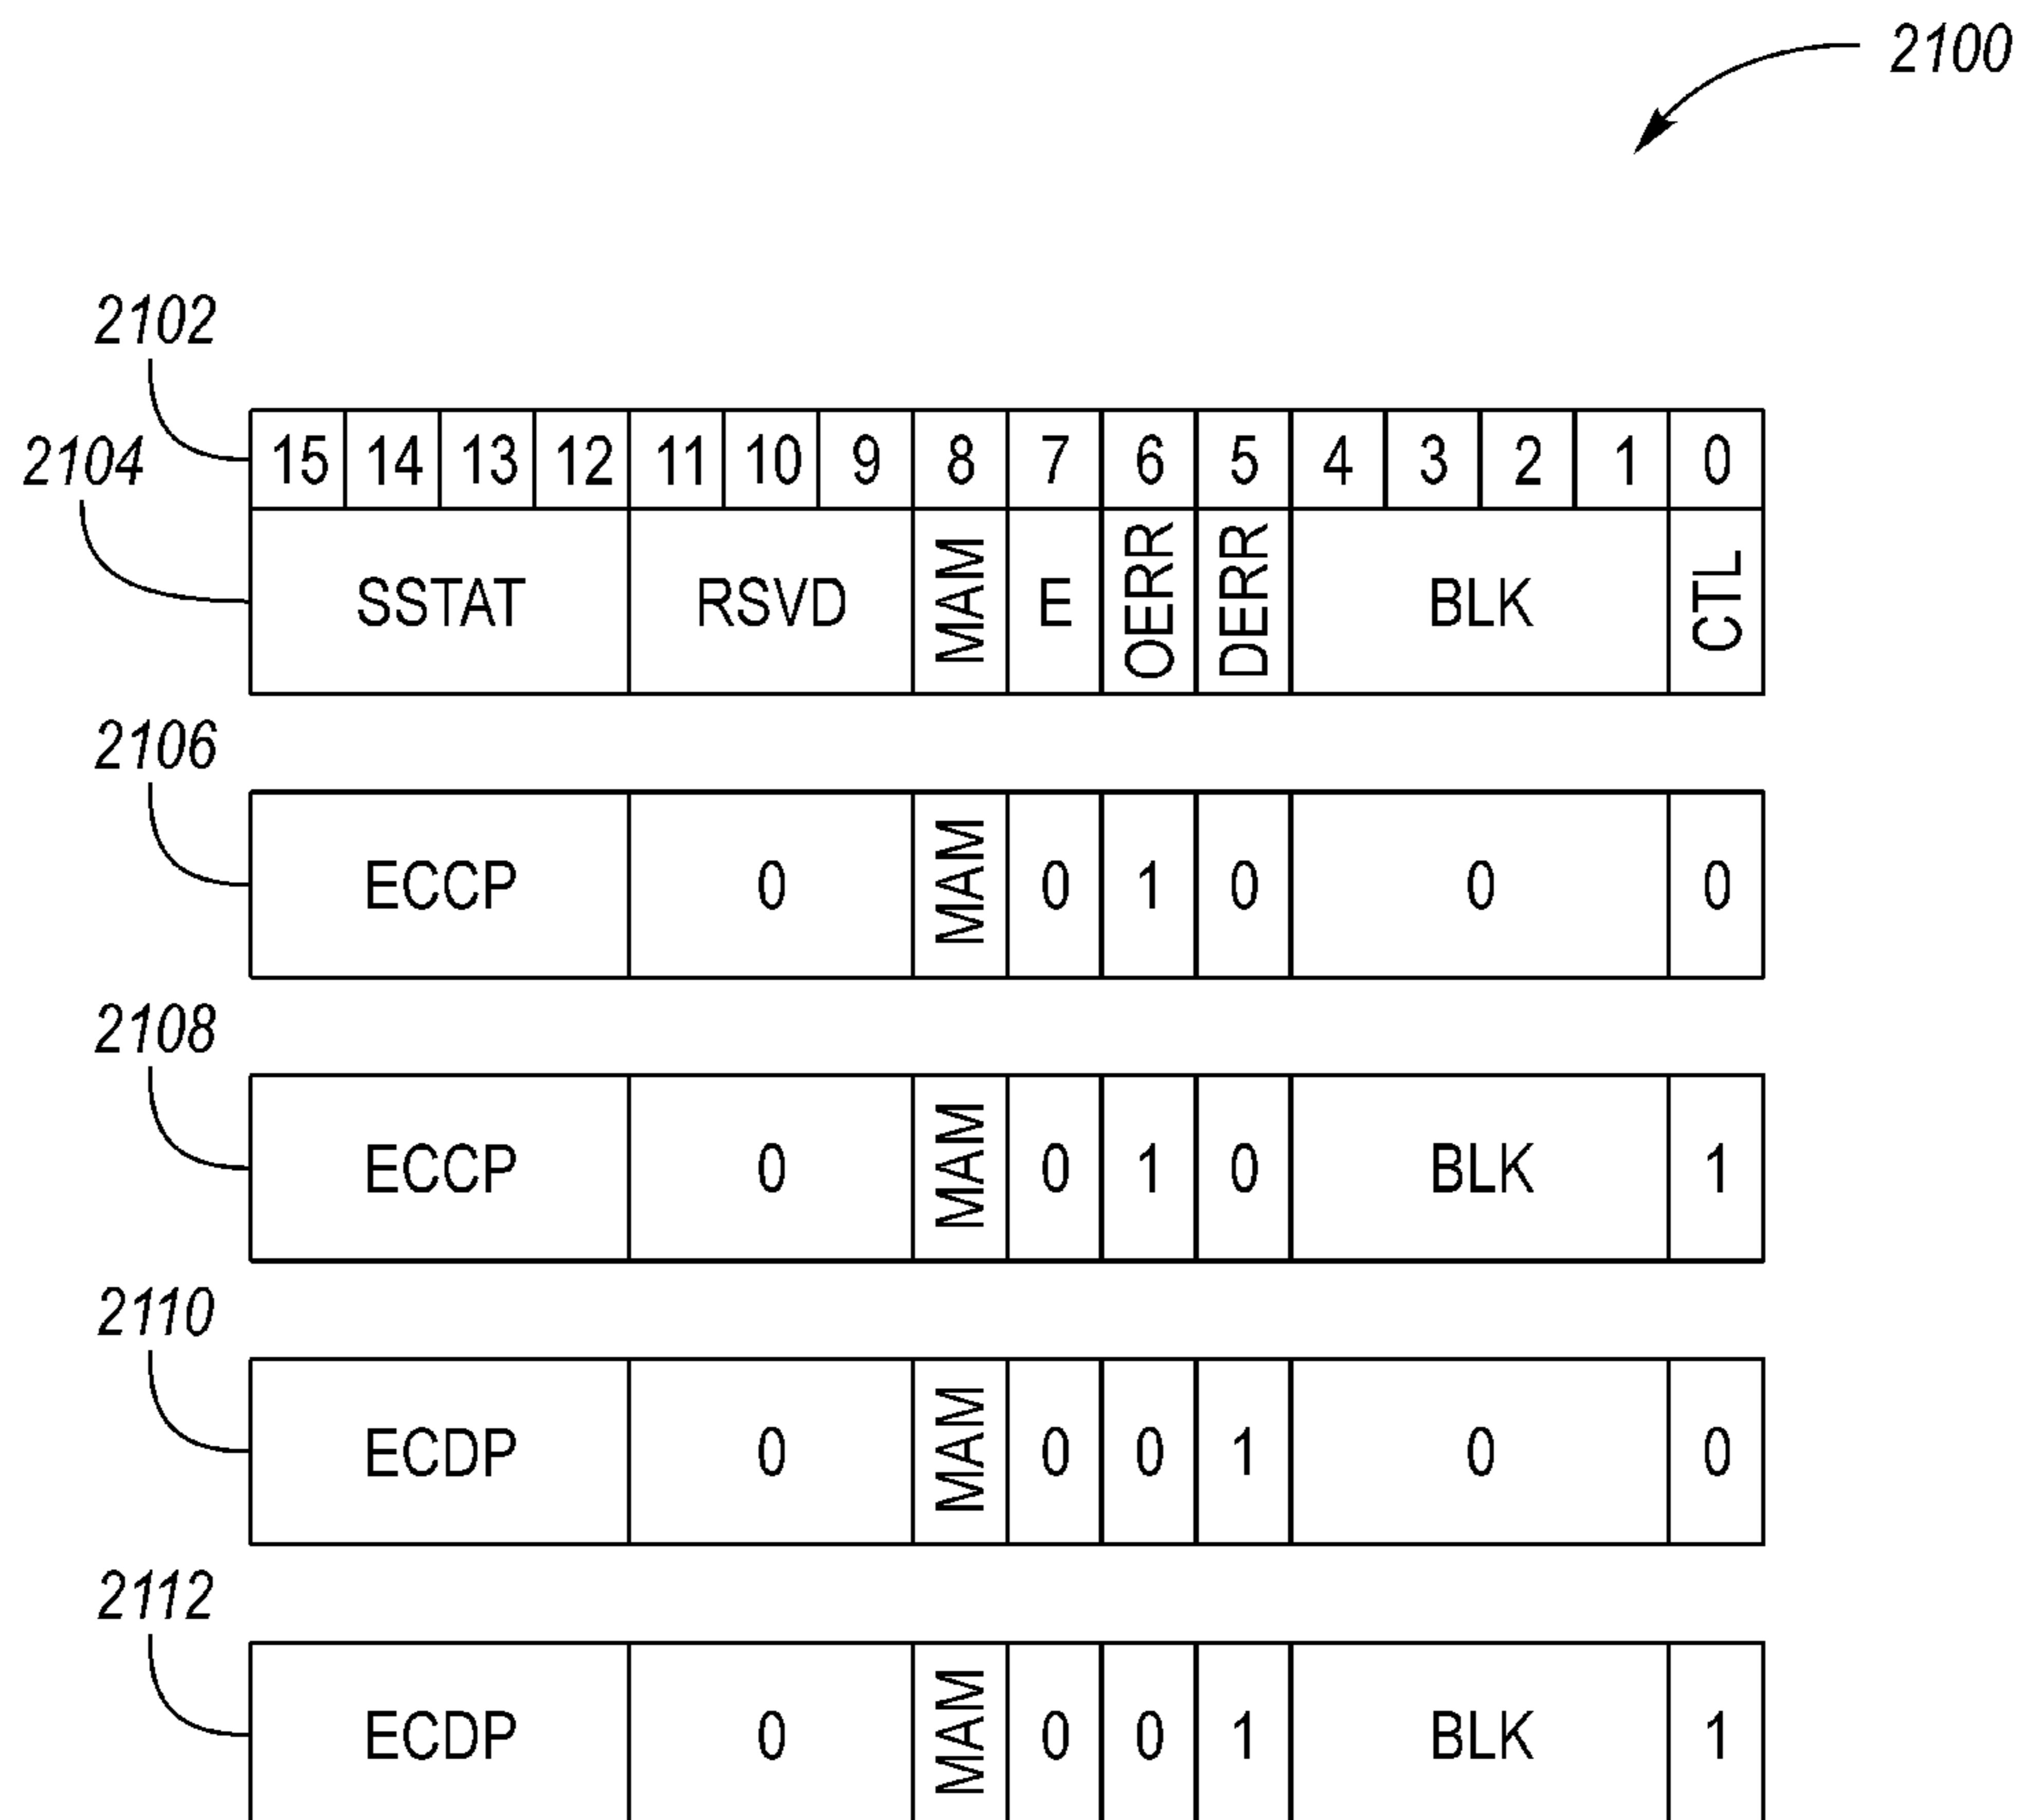 2100
2102
15 14 13 12 11 10 9 8 7 6 5 4 3 2 1 0
2104
SSTAT RSVD MAM E OERR DERR BLK CTL
2106
ECCP 0 MAM 0 1 0 0 0
2108
ECCP 0 MAM 0 1 0 BLK 1
2110
ECDP 0 MAM 0 0 1 0 0
2112
ECDP 0 MAM 0 0 1 BLK 1